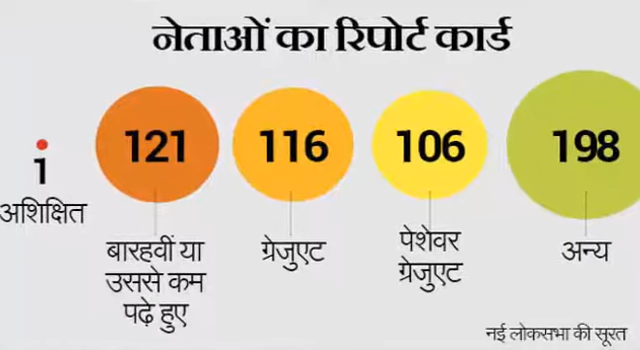 नेताओं का रिपोर्ट कार्ड
1
अशिक्षित
121
बारहवीं या
उससे कम
पढ़े हुए
116
ग्रेजुएट
106
पेशेवर
ग्रेजुएट
198
अन्य
नई लोकसभा की सूरत